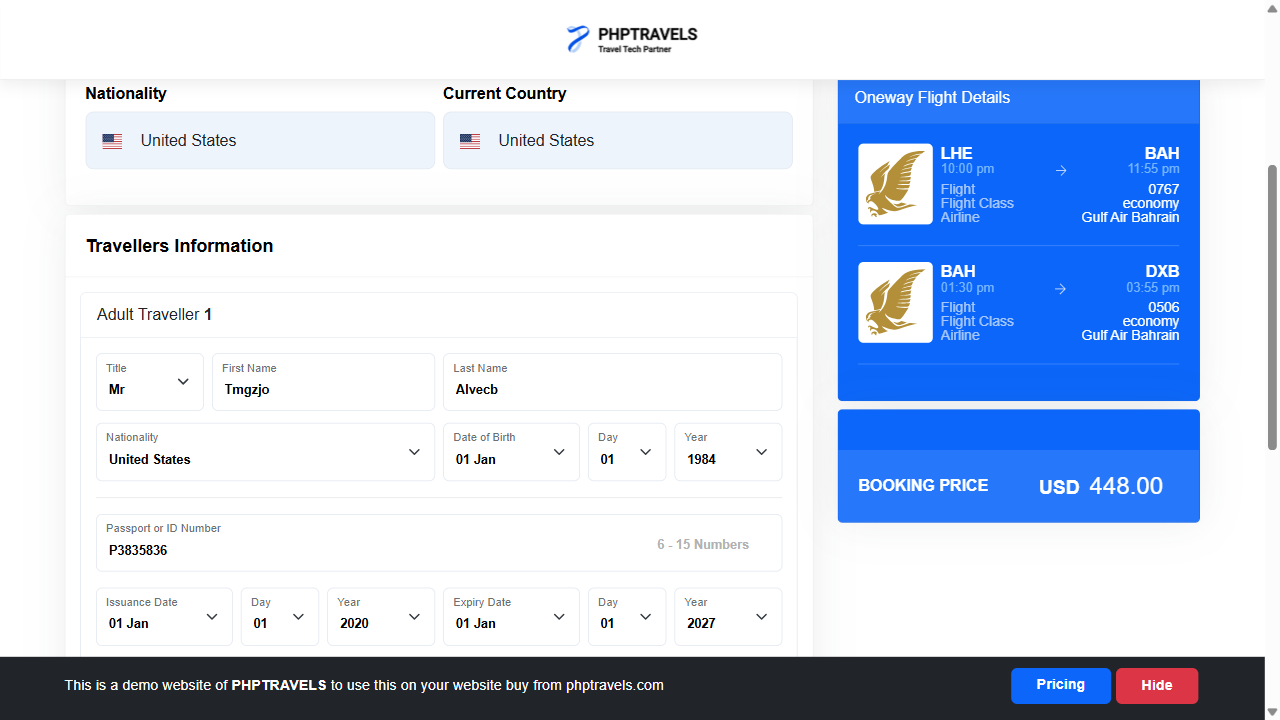 PHPTRAVELS
Travel Tech Partner
Nationality
Current Country
United States
United States
Travellers Information
Adult Traveller 1
Title
Mr
First Name
Tmgzjo
Last Name
Alvecb
Nationality
United States
Date of Birth
01 Jan
Day
01
Year
1984
Passport or ID Number
P3835836
6 - 15 Numbers
Issuance Date
01 Jan
Day
01
Year
2020
Expiry Date
01 Jan
Day
01
Year
2027
Oneway Flight Details
LHE BAH
10:00 pm 11:55 pm
Flight 0767
Flight Class economy
Airline Gulf Air Bahrain
BAH DXB
01:30 pm 03:55 pm
Flight 0506
Flight Class economy
Airline Gulf Air Bahrain
BOOKING PRICE USD 448.00
This is a demo website of PHPTRAVELS to use this on your website buy from phptravels.com
Pricing
Hide